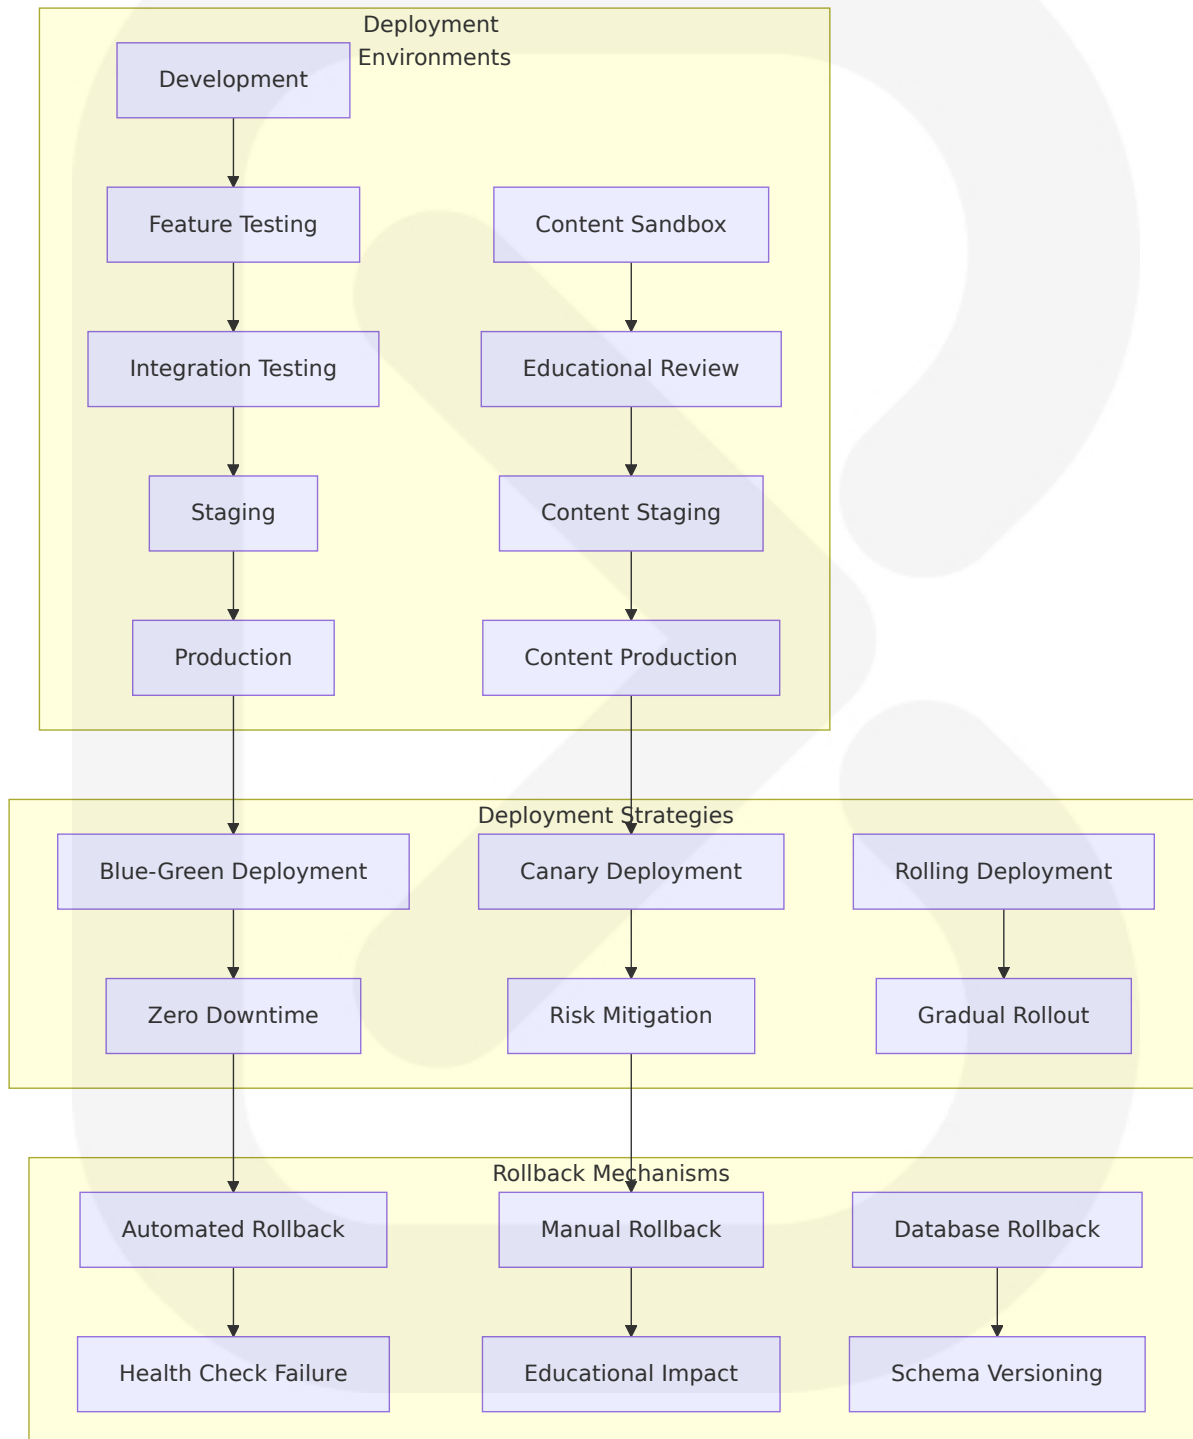 Deployment
Environments
Development
Feature Testing
Content Sandbox
Integration Testing
Educational Review
Staging
Content Staging
Production
Content Production
Deployment Strategies
Blue-Green Deployment
Canary Deployment
Rolling Deployment
Zero Downtime
Risk Mitigation
Gradual Rollout
Rollback Mechanisms
Automated Rollback
Manual Rollback
Database Rollback
Health Check Failure
Educational Impact
Schema Versioning